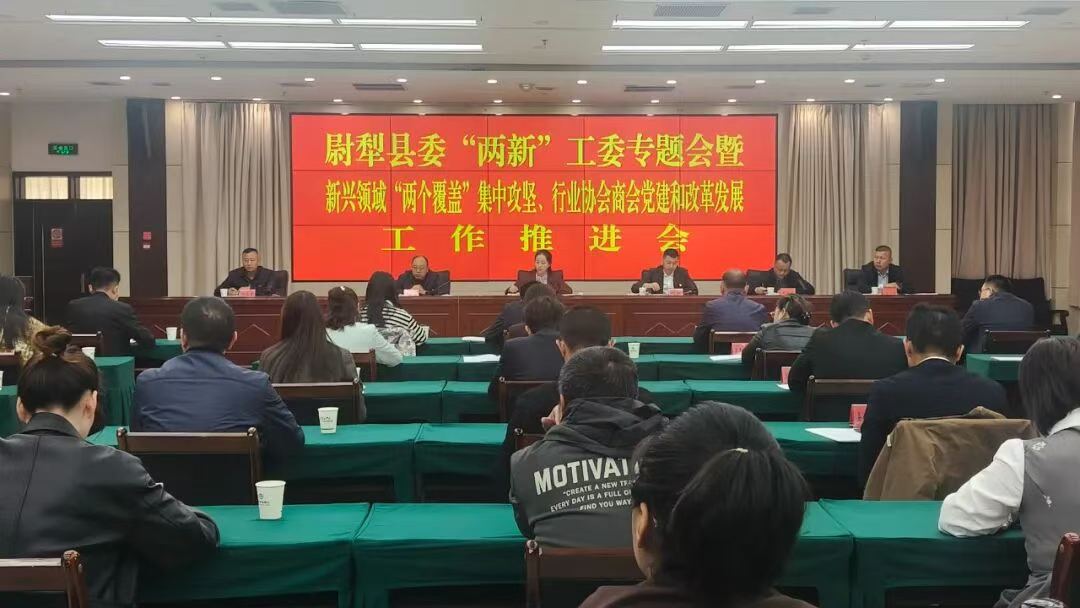 尉犁县委“两新”工委专题会暨
新兴领域“两个覆盖”集中攻坚、行业协会商会党建和改革发展
工作推进会
MOTIVAT
"CREATE A NEW TRA
EVERY DAY IS A FULL OF
FIND YOU WAY